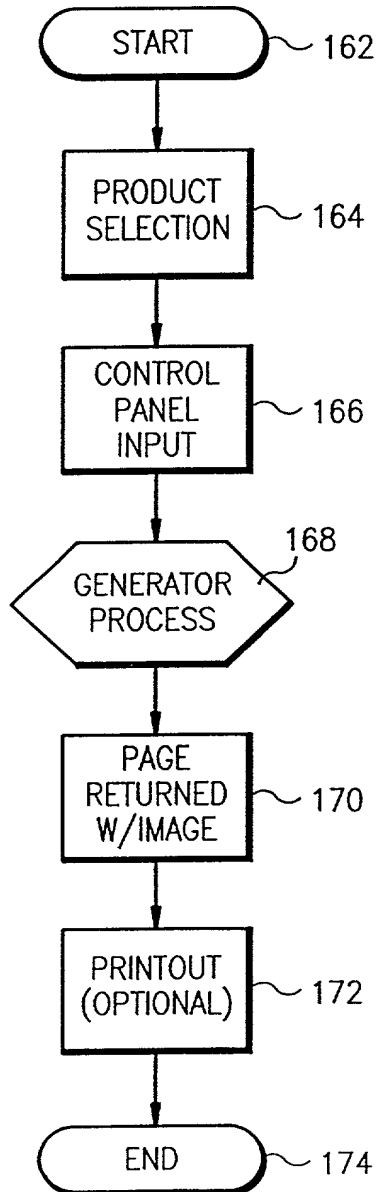 START
162
PRODUCT
SELECTION
164
CONTROL
PANEL
INPUT
166
168
GENERATOR
PROCESS
PAGE
RETURNED
W/IMAGE
170
PRINTOUT
(OPTIONAL)
172
END
174